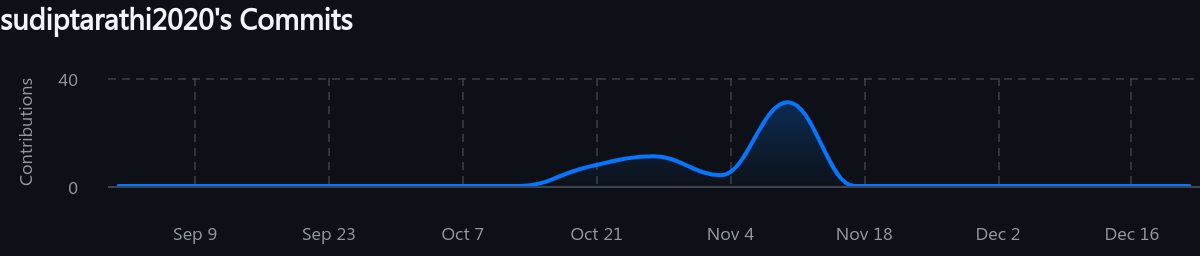 sudiptarathi2020's Commits
40
Contributions
0
Sep 9 Sep 23 Oct 7 Oct 21 Nov 4 Nov 18 Dec 2 Dec 16